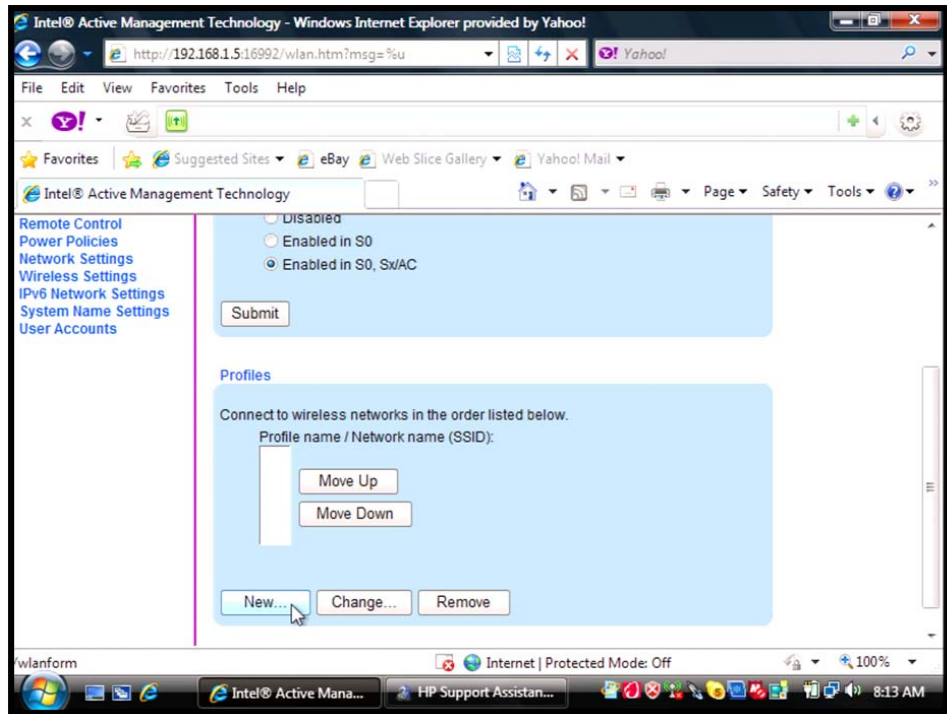 Intel® Active Management Technology - Windows Internet Explorer provided by Yahoo!
http://192.168.1.5:16992/wlan.htm?msg=%u
Yahoo!
File Edit View Favorites Tools Help
x Y!
Favorites Suggested Sites eBay Web Slice Gallery Yahoo! Mail
Intel® Active Management Technology Page Safety Tools »
Remote Control
Power Policies
Network Settings
Wireless Settings
IPv6 Network Settings
System Name Settings
User Accounts
Disabled
Enabled in S0
Enabled in S0, Sx/AC
Submit
Profiles
Connect to wireless networks in the order listed below.
Profile name / Network name (SSID):
Move Up
Move Down
New... Change... Remove
/wlanform Internet | Protected Mode: Off 100%
Intel® Active Mana... HP Support Assistan... 8:13 AM